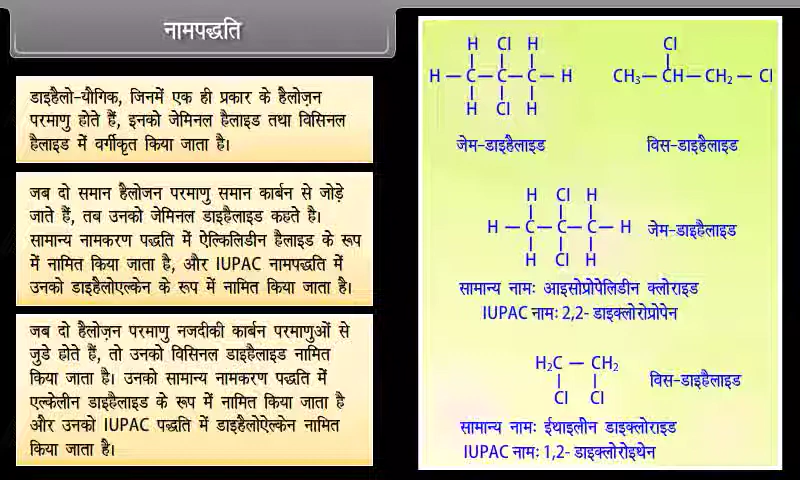 नामपद्धति
डाइहैलो-यौगिक, जिनमें एक ही प्रकार के हैलोज़न
परमाणु होते हैं, इनको जेमिनल हैलाइड तथा विसिनल
हैलाइड में वर्गीकृत किया जाता है।
जब दो समान हैलोजन परमाणु समान कार्बन से जोड़े
जाते हैं, तब उनको जेमिनल डाइहैलाइड कहते है।
सामान्य नामकरण पद्धति में ऐल्किलिडीन हैलाइड के रूप
में नामित किया जाता है, और IUPAC नामपद्धति में
उनको डाइहैलोएल्केन के रूप में नामित किया जाता है।
जब दो हैलोज़न परमाणु नजदीकी कार्बन परमाणुओं से
जुडे होते हैं, तो उनको विसिनल डाइहैलाइड नामित
किया जाता है। उनको सामान्य नामकरण पद्धति में
एल्केलीन डाइहैलाइड के रूप में नामित किया जाता है
और उनको IUPAC पद्धति में डाइहैलोऐल्केन नामित
किया जाता है।
H Cl H
H — C — C — C — H
H Cl H
जेम-डाइहैलाइड
Cl
CH₃— CH — CH₂ — Cl
विस-डाइहैलाइड
H Cl H
H — C — C — C — H
H Cl H
जेम-डाइहैलाइड
सामान्य नामः आइसोप्रोपेलिडीन क्लोराइड
IUPAC नामः 2,2- डाइक्लोरोप्रोपेन
H₂C — CH₂
Cl Cl
विस-डाइहैलाइड
सामान्य नामः ईथाइलीन डाइक्लोराइड
IUPAC नामः 1,2- डाइक्लोरोइथेन